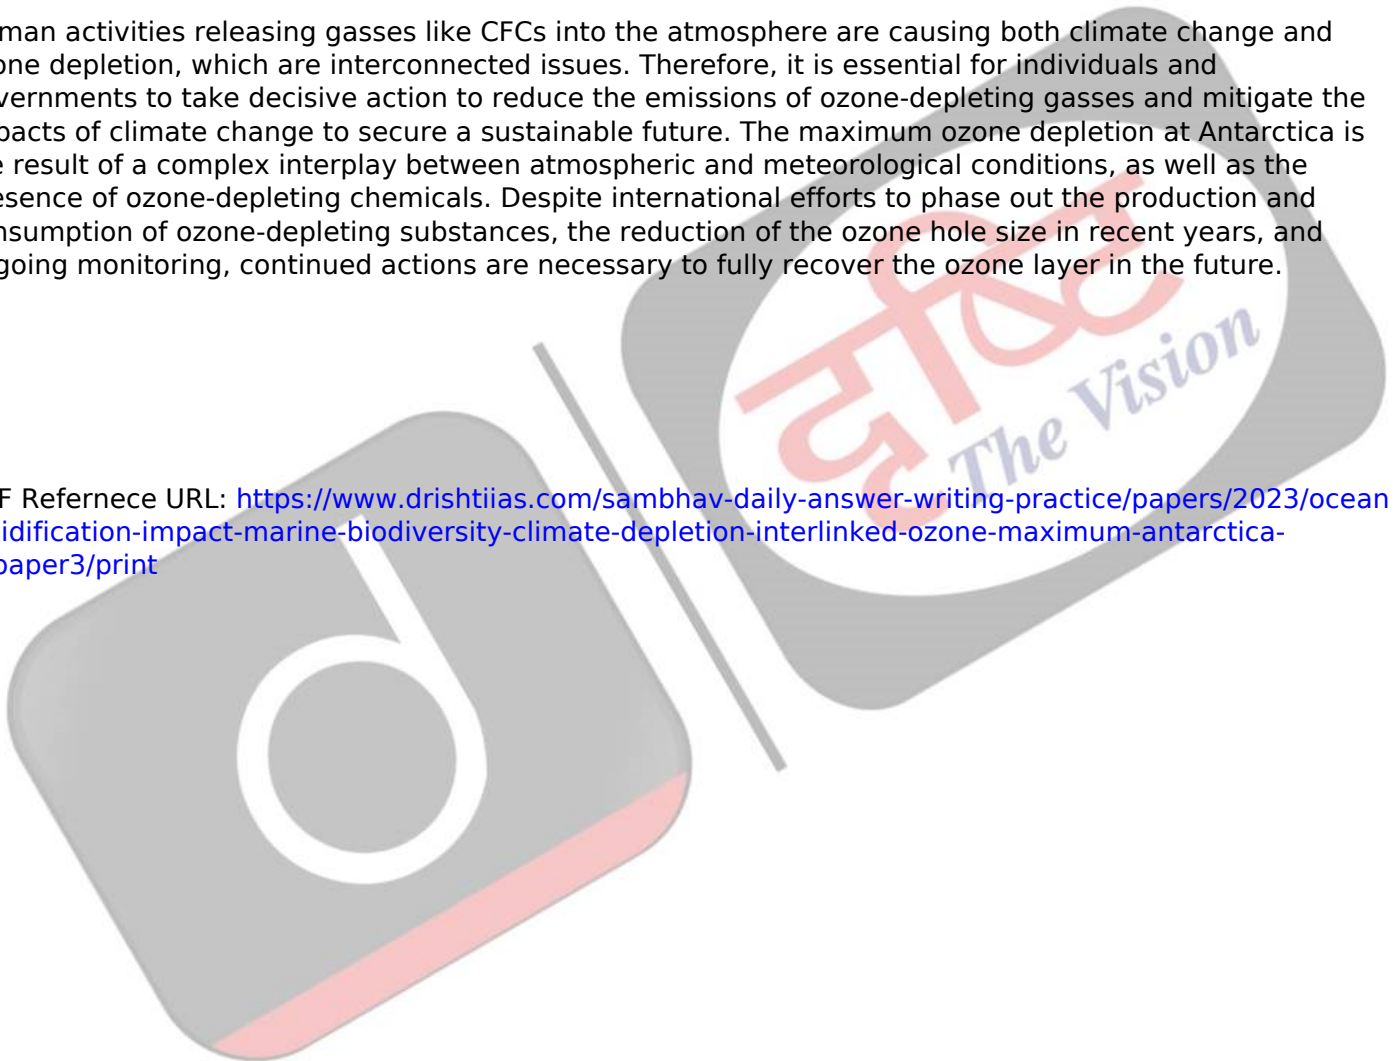 man activities releasing gasses like CFCs into the atmosphere are causing both climate change and
one depletion, which are interconnected issues. Therefore, it is essential for individuals and
vernments to take decisive action to reduce the emissions of ozone-depleting gasses and mitigate the
pacts of climate change to secure a sustainable future. The maximum ozone depletion at Antarctica is
e result of a complex interplay between atmospheric and meteorological conditions, as well as the
esence of ozone-depleting chemicals. Despite international efforts to phase out the production and
nsumption of ozone-depleting substances, the reduction of the ozone hole size in recent years, and
going monitoring, continued actions are necessary to fully recover the ozone layer in the future.
दृष्टि
The Vision
F Refernece URL: https://www.drishtiias.com/sambhav-daily-answer-writing-practice/papers/2023/ocean
idification-impact-marine-biodiversity-climate-depletion-interlinked-ozone-maximum-antarctica-
paper3/print
d